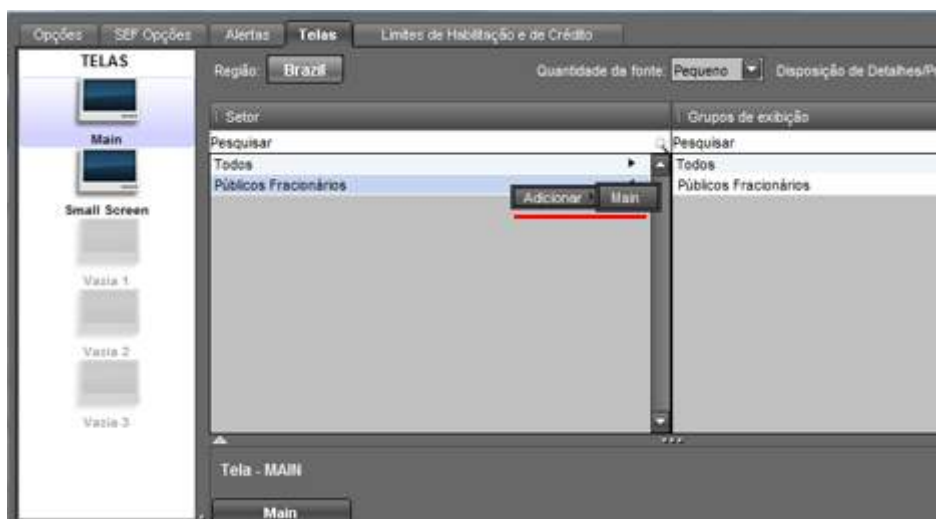 Opções SEF Opções Alertas Telas Limites de Habilitação e de Crédito
TELAS
Main
Small Screen
Vazia 1
Vazia 2
Vazia 3
Região: Brazil Quantidade da fonte: Pequeno Disposição de Detalhes/Pr
Setor
Pesquisar
Todos
Públicos Fracionários
Adicionar Main
Grupos de exibição
Pesquisar
Todos
Públicos Fracionários
Tela - MAIN
Main